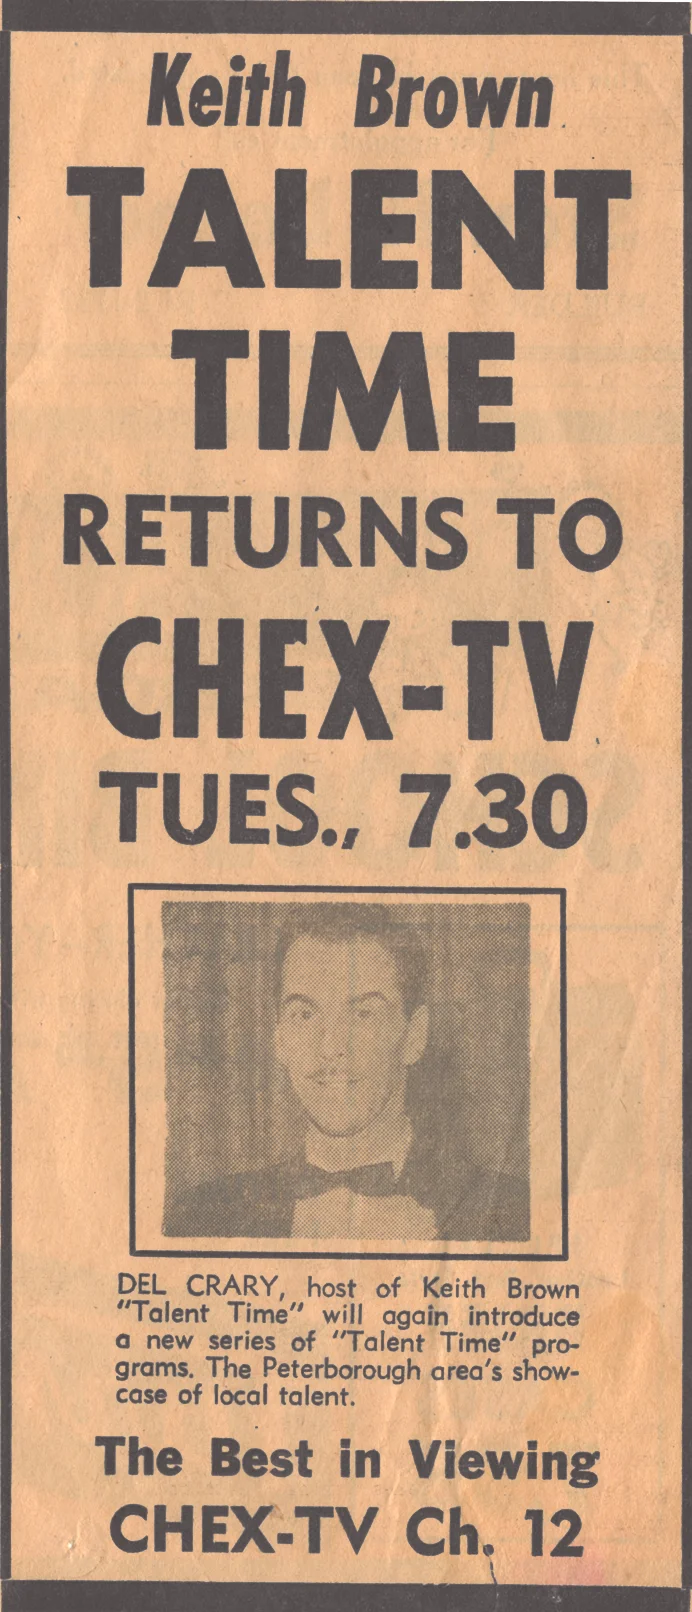 Keith Brown
TALENT
TIME
RETURNS TO
CHEX-TV
TUES., 7.30
DEL CRARY, host of Keith Brown
"Talent Time" will again introduce
a new series of "Talent Time" pro-
grams. The Peterborough area's show-
case of local talent.
The Best in Viewing
CHEX-TV Ch. 12